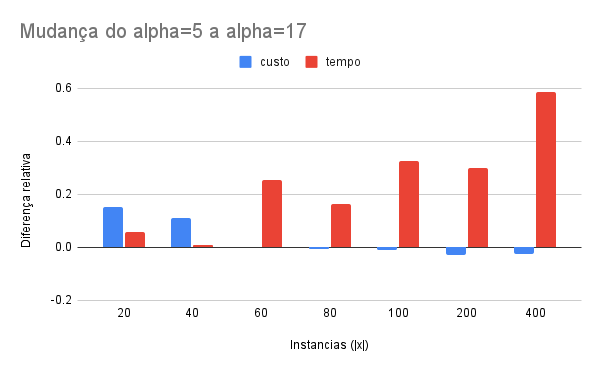 Mudança do alpha=5 a alpha=17
custo tempo
0.6
0.4
0.2
0.0
-0.2
Diferença relativa
20 40 60 80 100 200 400
Instancias (|x|)